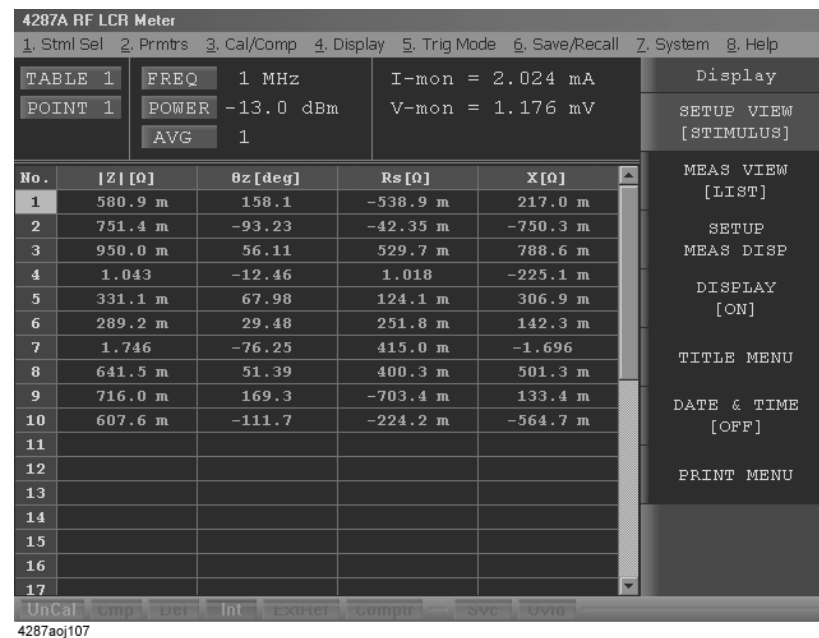 4287A RF LCR Meter
1. Stml Sel 2. Prmtrs 3. Cal/Comp 4. Display 5. Trig Mode 6. Save/Recall 7. System 8. Help
TABLE 1 FREQ 1 MHz I-mon = 2.024 mA
POINT 1 POWER -13.0 dBm V-mon = 1.176 mV
AVG 1
No. |Z|[Ω] θz[deg] Rs[Ω] X[Ω]
1 580.9 m 158.1 -538.9 m 217.0 m
2 751.4 m -93.23 -42.35 m -750.3 m
3 950.0 m 56.11 529.7 m 788.6 m
4 1.043 -12.46 1.018 -225.1 m
5 331.1 m 67.98 124.1 m 306.9 m
6 289.2 m 29.48 251.8 m 142.3 m
7 1.746 -76.25 415.0 m -1.696
8 641.5 m 51.39 400.3 m 501.3 m
9 716.0 m 169.3 -703.4 m 133.4 m
10 607.6 m -111.7 -224.2 m -564.7 m
11
12
13
14
15
16
17
Display
SETUP VIEW
[STIMULUS]
MEAS VIEW
[LIST]
SETUP
MEAS DISP
DISPLAY
[ON]
TITLE MENU
DATE & TIME
[OFF]
PRINT MENU
UnCal Cmp Del Int ExtRef Comptr Svc Ovld
4287aoj107